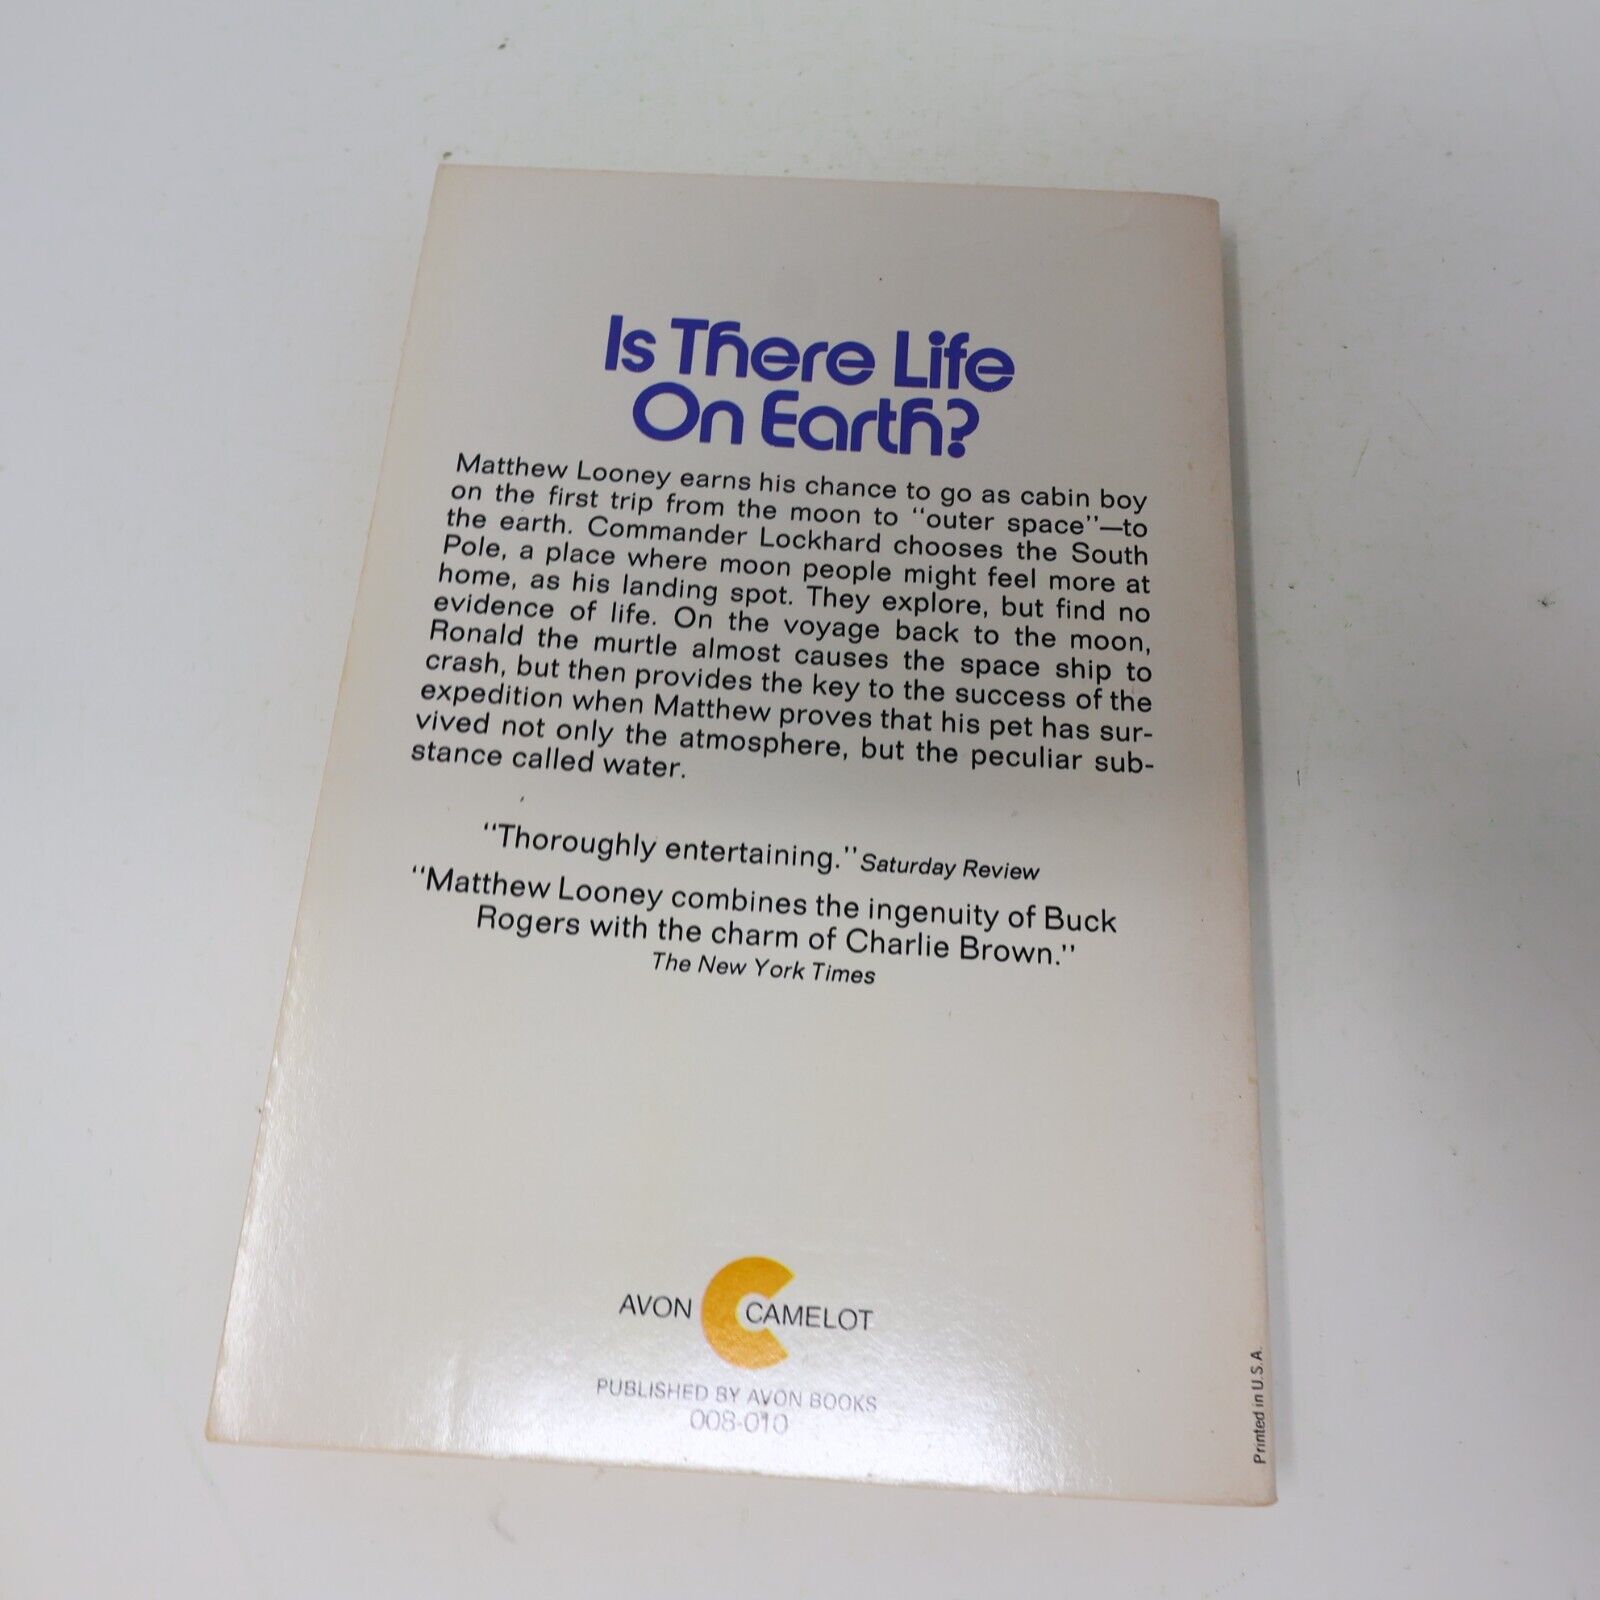 Is There Life
On Earth?
Matthew Looney earns his chance to go as cabin boy
on the first trip from the moon to "outer space"—to
the earth. Commander Lockhard chooses the South
Pole, a place where moon people might feel more at
home, as his landing spot. They explore, but find no
evidence of life. On the voyage back to the moon,
Ronald the murtle almost causes the space ship to
crash, but then provides the key to the success of the
expedition when Matthew proves that his pet has sur-
vived not only the atmosphere, but the peculiar sub-
stance called water.
"Thoroughly entertaining." Saturday Review
"Matthew Looney combines the ingenuity of Buck
Rogers with the charm of Charlie Brown."
The New York Times
AVON CAMELOT
PUBLISHED BY AVON BOOKS
008-010
Printed in U.S.A.